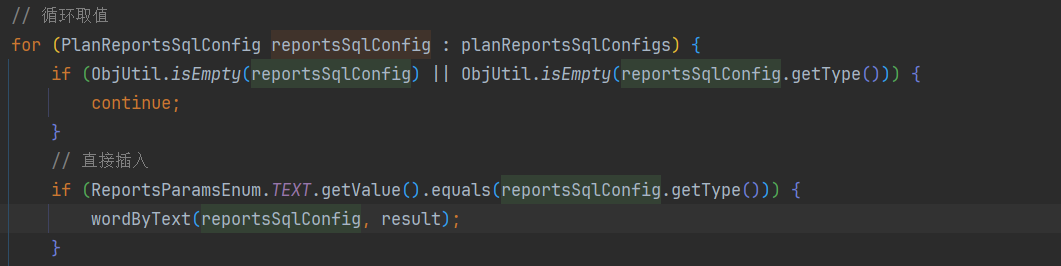 // 循环取值
for (PlanReportsSqlConfig reportsSqlConfig : planReportsSqlConfigs) {
    if (ObjUtil.isEmpty(reportsSqlConfig) || ObjUtil.isEmpty(reportsSqlConfig.getType())) {
        continue;
    }
    // 直接插入
    if (ReportsParamsEnum.TEXT.getValue().equals(reportsSqlConfig.getType())) {
        wordByText(reportsSqlConfig, result);
    }